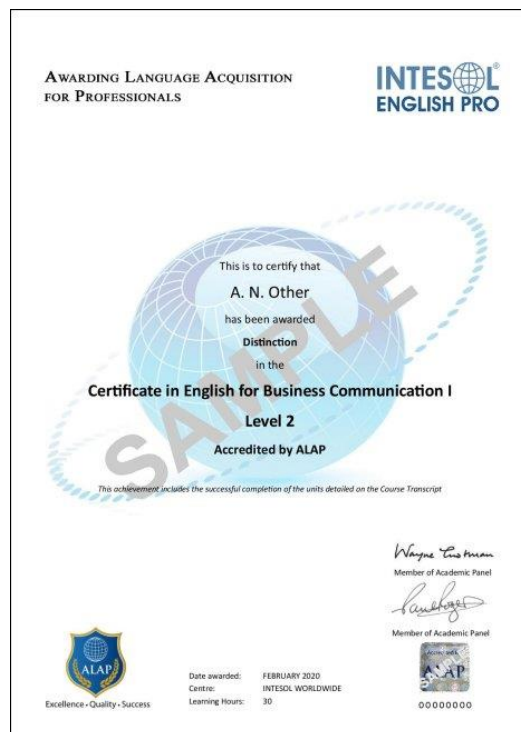 AWARDING LANGUAGE ACQUISITION
FOR PROFESSIONALS
INTESOL®
ENGLISH PRO
This is to certify that
A. N. Other
has been awarded
Distinction
in the
Certificate in English for Business Communication I
Level 2
Accredited by ALAP
SAMPLE
This achievement includes the successful completion of the units detailed on the Course Transcript
Member of Academic Panel
Member of Academic Panel
ALAP
Excellence • Quality • Success
Date awarded: FEBRUARY 2020
Centre: INTESOL WORLDWIDE
Learning Hours: 30
ALAP
00000000